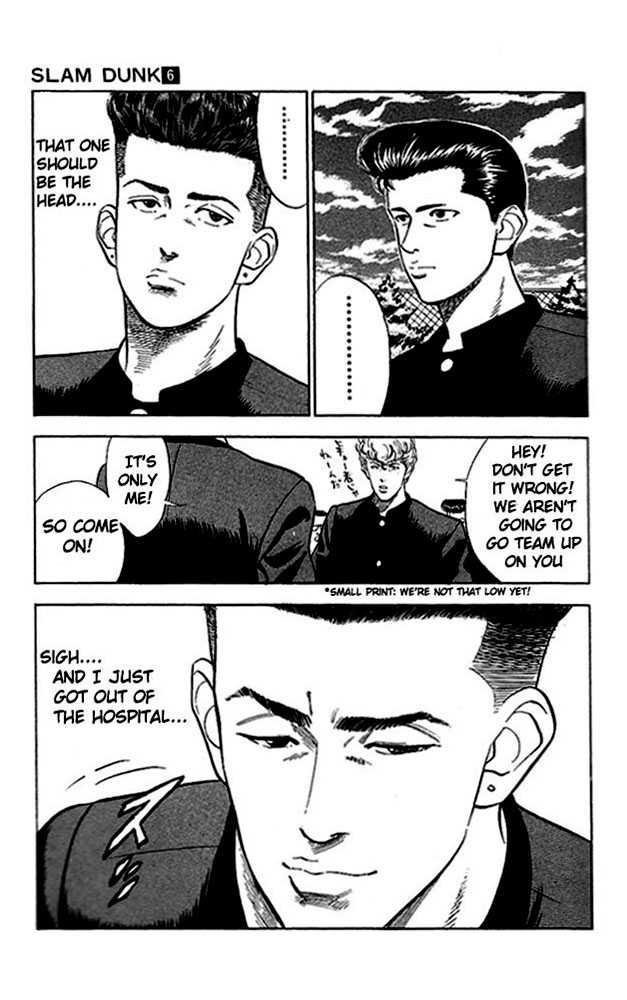 SLAM DUNK 6
..........
.........
THAT ONE
SHOULD
BE THE
HEAD....
HEY!
DON'T GET
IT WRONG!
WE AREN'T
GOING TO
GO TEAM UP
ON YOU
*SMALL PRINT: WE'RE NOT THAT LOW YET!
IT'S
ONLY
ME!
SO COME
ON!
SIGH....
AND I JUST
GOT OUT OF
THE HOSPITAL...